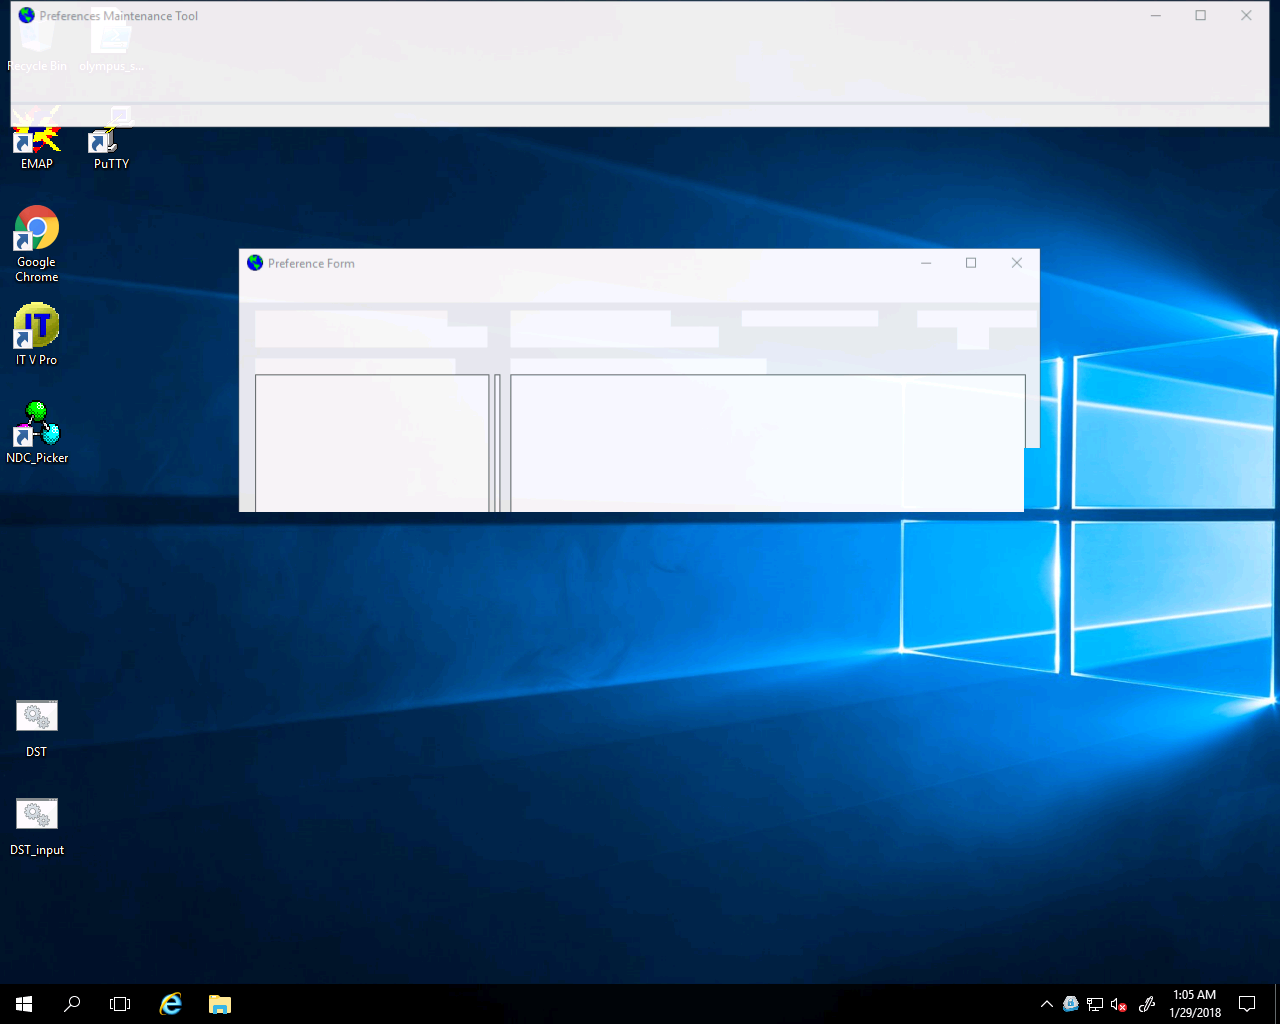 Preferences Maintenance Tool
Recycle Bin
olympus_s...
EMAP
PuTTY
Google
Chrome
Preference Form
IT
IT V Pro
NDC_Picker
DST
DST_input
1:05 AM
1/29/2018